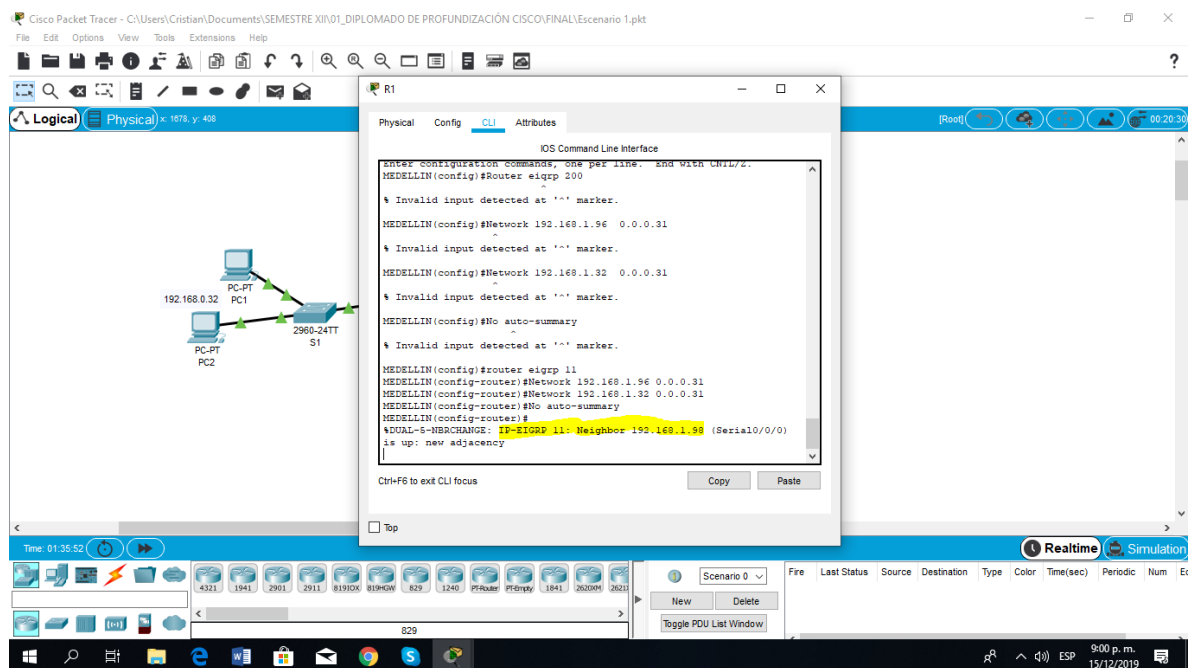 Cisco Packet Tracer - C:\Users\Cristian\Documents\SEMESTRE XII\01_DIPLOMADO DE PROFUNDIZACIÓN CISCO\FINAL\Escenario 1.pkt
File Edit Options View Tools Extensions Help
?
Logical
Physical
x: 1678, y: 408
[Root]
00:20:30
R1
Physical Config CLI Attributes
IOS Command Line Interface
Enter configuration commands, one per line. End with CNTL/Z.
MEDELLIN(config)#Router eiqrp 200
^
% Invalid input detected at '^' marker.
MEDELLIN(config)#Network 192.168.1.96 0.0.0.31
^
% Invalid input detected at '^' marker.
MEDELLIN(config)#Network 192.168.1.32 0.0.0.31
^
% Invalid input detected at '^' marker.
MEDELLIN(config)#No auto-summary
^
% Invalid input detected at '^' marker.
MEDELLIN(config)#router eigrp 11
MEDELLIN(config-router)#Network 192.168.1.96 0.0.0.31
MEDELLIN(config-router)#Network 192.168.1.32 0.0.0.31
MEDELLIN(config-router)#No auto-summary
MEDELLIN(config-router)#
%DUAL-5-NBRCHANGE: IP-EIGRP 11: Neighbor 192.168.1.98 (Serial0/0/0)
is up: new adjacency
Ctrl+F6 to exit CLI focus
Copy
Paste
Top
PC-PT
PC1
192.168.0.32
2960-24TT
S1
PC-PT
PC2
Time: 01:35:52
Realtime
Simulation
4321 1941 2901 2911 819IOX 819HGW 829 1240 PT-Router PT-Empty 1841 2620XM
829
Scenario 0
New
Delete
Toggle PDU List Window
Fire Last Status Source Destination Type Color Time(sec) Periodic Num
ESP
9:00 p. m.
15/12/2019